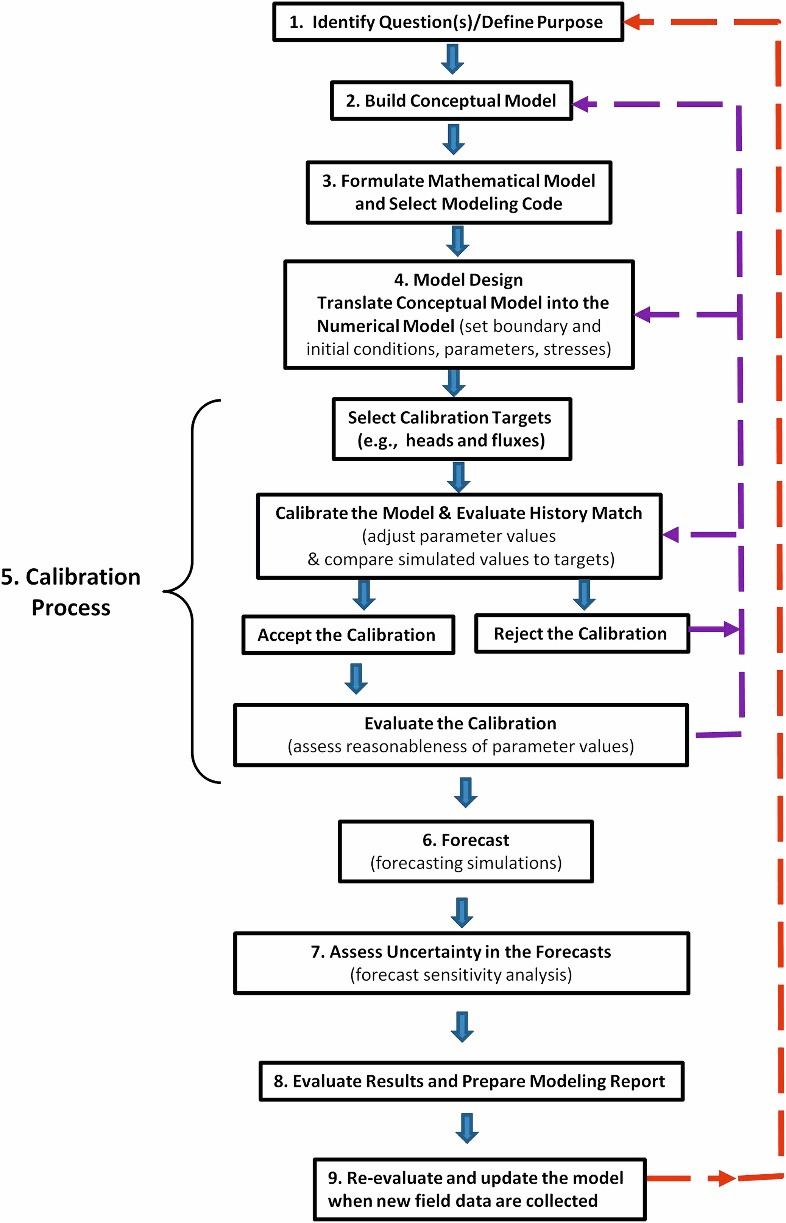 1. Identify Question(s)/Define Purpose
2. Build Conceptual Model
3. Formulate Mathematical Model
and Select Modeling Code
4. Model Design
Translate Conceptual Model into the
Numerical Model (set boundary and
initial conditions, parameters, stresses)
Select Calibration Targets
(e.g., heads and fluxes)
Calibrate the Model & Evaluate History Match
(adjust parameter values
& compare simulated values to targets)
5. Calibration
Process
Accept the Calibration
Reject the Calibration
Evaluate the Calibration
(assess reasonableness of parameter values)
6. Forecast
(forecasting simulations)
7. Assess Uncertainty in the Forecasts
(forecast sensitivity analysis)
8. Evaluate Results and Prepare Modeling Report
9. Re-evaluate and update the model
when new field data are collected